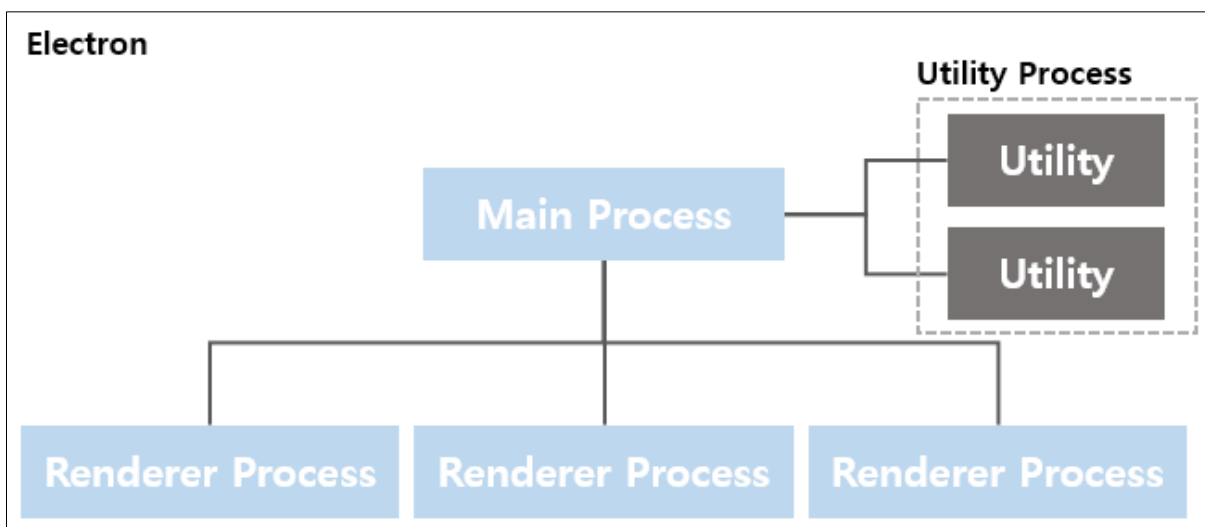 Electron
Utility Process
Utility
Main Process
Utility
Renderer Process
Renderer Process
Renderer Process